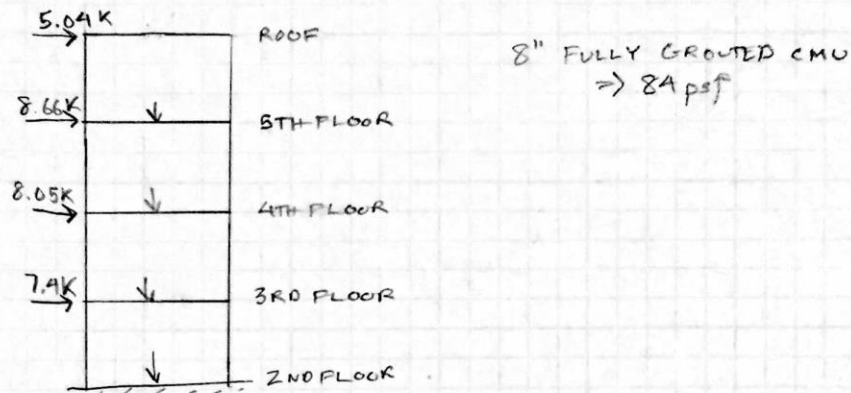 5.04K
ROOF
8" FULLY GROUTED CMU
=> 84 psf
8.66K
5TH FLOOR
8.05K
4TH FLOOR
7.4K
3RD FLOOR
2ND FLOOR